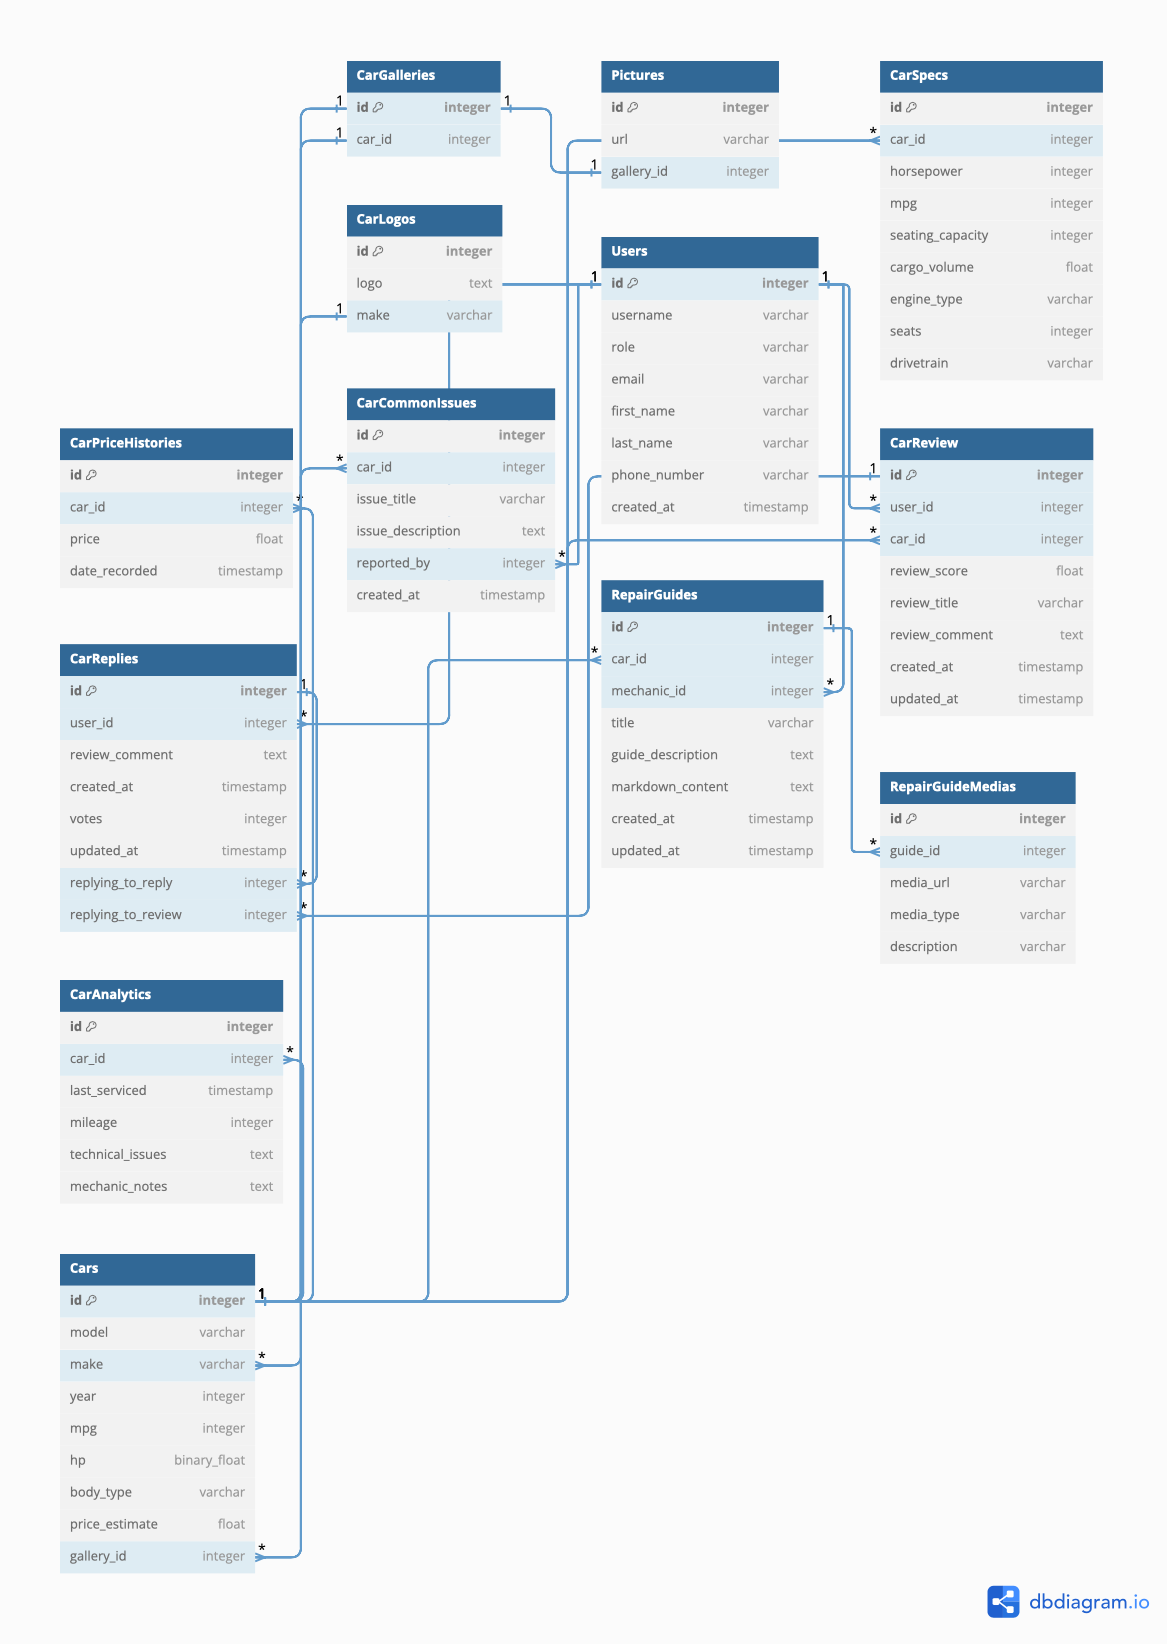 CarGalleries
id integer
car_id integer
Pictures
id integer
url varchar
gallery_id integer
CarSpecs
id integer
car_id integer
horsepower integer
mpg integer
seating_capacity integer
cargo_volume float
engine_type varchar
seats integer
drivetrain varchar
CarLogos
id integer
logo text
make varchar
Users
id integer
username varchar
role varchar
email varchar
first_name varchar
last_name varchar
phone_number varchar
created_at timestamp
CarCommonIssues
id integer
car_id integer
issue_title varchar
issue_description text
reported_by integer
created_at timestamp
CarPriceHistories
id integer
car_id integer
price float
date_recorded timestamp
CarReview
id integer
user_id integer
car_id integer
review_score float
review_title varchar
review_comment text
created_at timestamp
updated_at timestamp
RepairGuides
id integer
car_id integer
mechanic_id integer
title varchar
guide_description text
markdown_content text
created_at timestamp
updated_at timestamp
CarReplies
id integer
user_id integer
review_comment text
created_at timestamp
votes integer
updated_at timestamp
replying_to_reply integer
replying_to_review integer
RepairGuideMedias
id integer
guide_id integer
media_url varchar
media_type varchar
description varchar
CarAnalytics
id integer
car_id integer
last_serviced timestamp
mileage integer
technical_issues text
mechanic_notes text
Cars
id integer
model varchar
make varchar
year integer
mpg integer
hp binary_float
body_type varchar
price_estimate float
gallery_id integer
1
1
1
1
*
1
1
1
*
*
1
*
*
*
1
*
*
1
*
*
*
*
*
1
*
*
dbdiagram.io